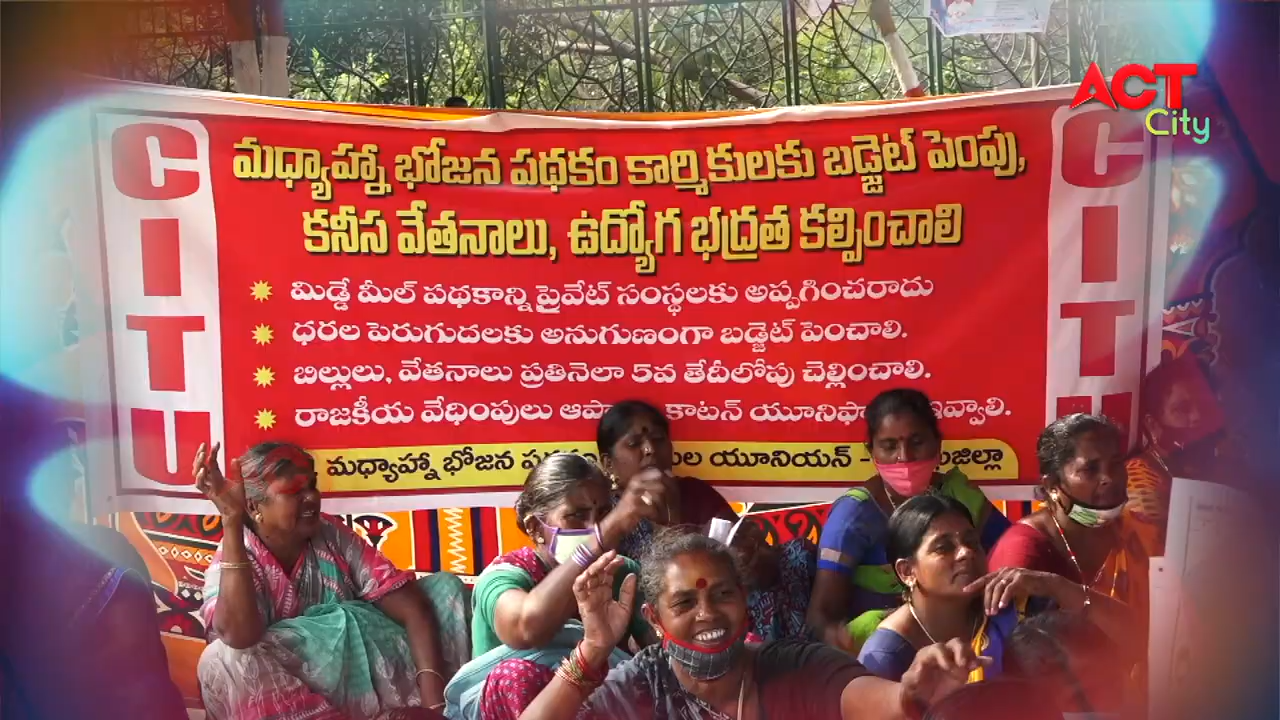 ACT
City
CITU
CITU
మధ్యాహ్నా భోజన పథకం కార్మికులకు బడ్జెట్ పెంపు,
కనీస వేతనాలు, ఉద్యోగ భద్రత కల్పించాలి
మిడ్డే మీల్ పథకాన్ని ప్రైవేట్ సంస్థలకు అప్పగించరాదు
ధరల పెరుగుదలకు అనుగుణంగా బడ్జెట్ పెంచాలి.
బిల్లులు, వేతనాలు ప్రతినెలా 5వ తేదీలోపు చెల్లించాలి.
రాజకీయ వేధింపులు కాటన్ ఇవ్వాలి.
మధ్యాహ్నా భోజన యూనియన్ -